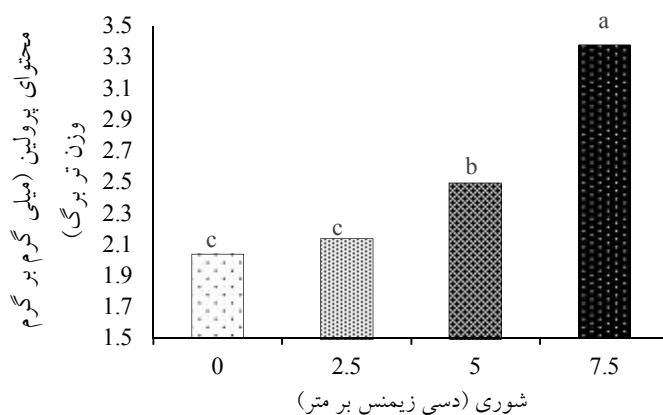 محتوای پرولین (میلی گرم بر گرم
وزن تر برگ)
3.5
3.3
3.1
2.9
2.7
2.5
2.3
2.1
1.9
1.7
1.5
c
c
b
a
0 2.5 5 7.5
شوری (دسی زیمنس بر متر)